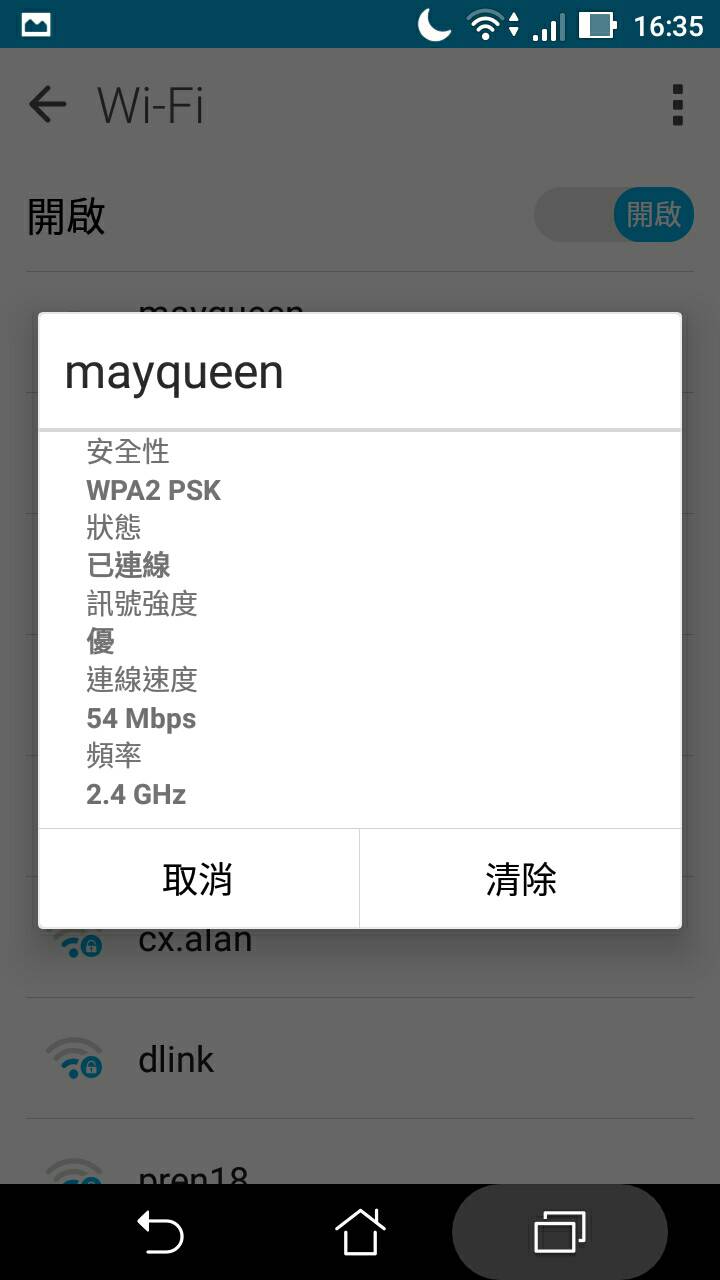 16:35
Wi-Fi
開啟
開啟
mayqueen
mayqueen
安全性
WPA2 PSK
狀態
已連線
訊號強度
優
連線速度
54 Mbps
頻率
2.4 GHz
取消
清除
cx.alan
dlink
pren18